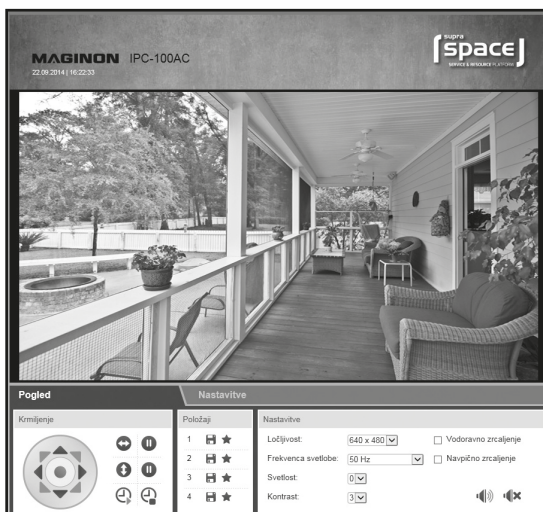 MAGINON IPC-100AC
22.09.2014 | 16:22:33
supra
space
SERVICE & RESOURCE PLATFORM
Pogled Nastavitve
Krmiljenje Položaji Nastavitve
1 Ločljivost: 640 x 480 Vodoravno zrcaljenje
2 Frekvenca svetlobe: 50 Hz Navpično zrcaljenje
3 Svetlost: 0
4 Kontrast: 3